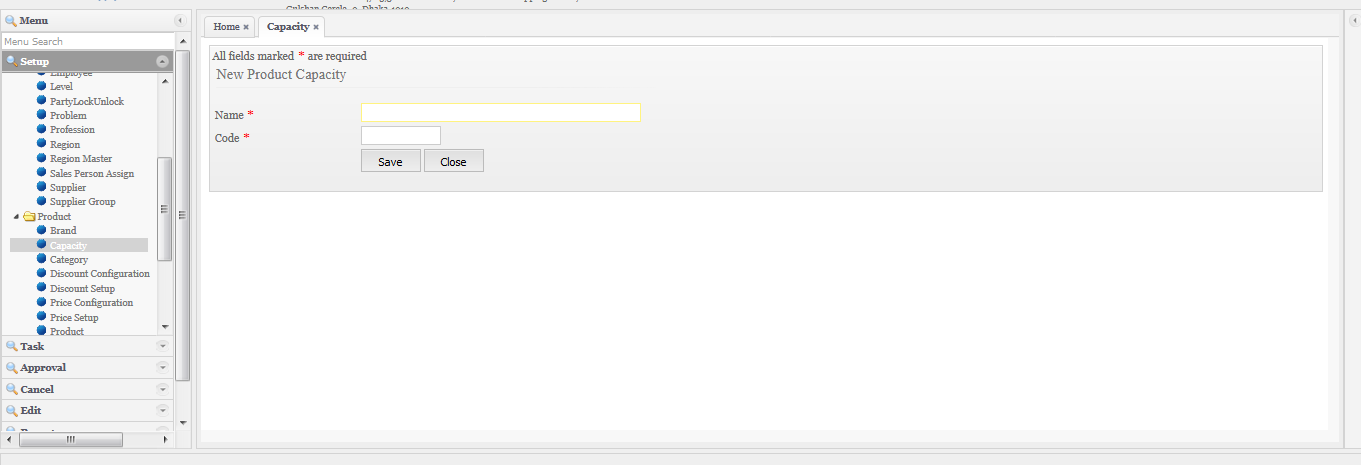 Gulshan Corcle-2, Dhaka 1212
Menu
Menu Search
Setup
Employee
Level
PartyLockUnlock
Problem
Profession
Region
Region Master
Sales Person Assign
Supplier
Supplier Group
Product
Brand
Capacity
Category
Discount Configuration
Discount Setup
Price Configuration
Price Setup
Product
Task
Approval
Cancel
Edit
Home
Capacity
All fields marked * are required
New Product Capacity
Name *
Code *
Save Close